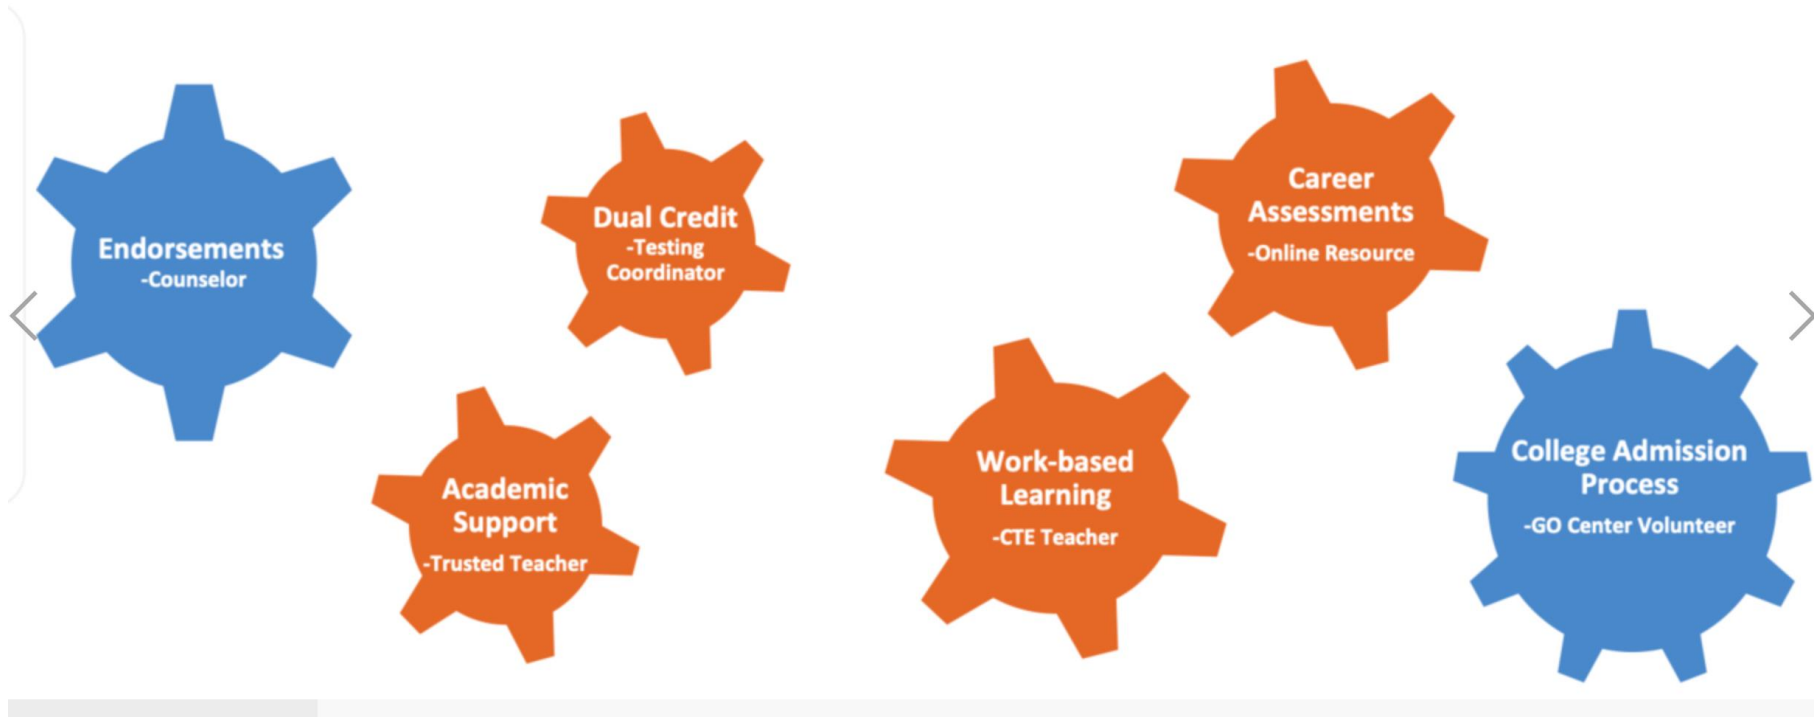 Endorsements
-Counselor
Dual Credit
-Testing
Coordinator
Academic
Support
-Trusted Teacher
Work-based
Learning
-CTE Teacher
Career
Assessments
-Online Resource
College Admission
Process
-GO Center Volunteer